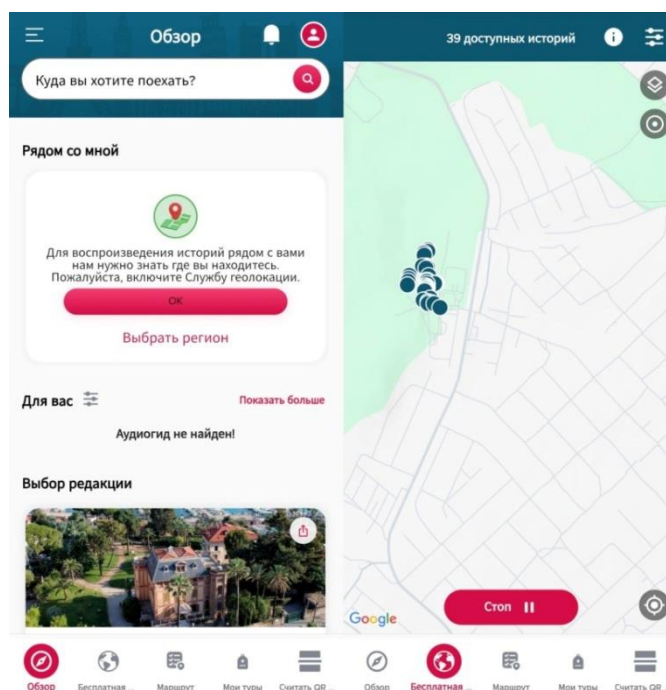 Обзор
Куда вы хотите поехать?
Рядом со мной
Для воспроизведения историй рядом с вами
нам нужно знать где вы находитесь.
Пожалуйста, включите Службу геолокации.
ОК
Выбрать регион
Для вас
Показать больше
Аудиогид не найден!
Выбор редакции
Обзор
Бесплатная ...
Маршрут
Мои туры
Считать QR ...
39 доступных историй
i
Google
Стоп
Обзор
Бесплатная ...
Маршрут
Мои туры
Считать QR ...